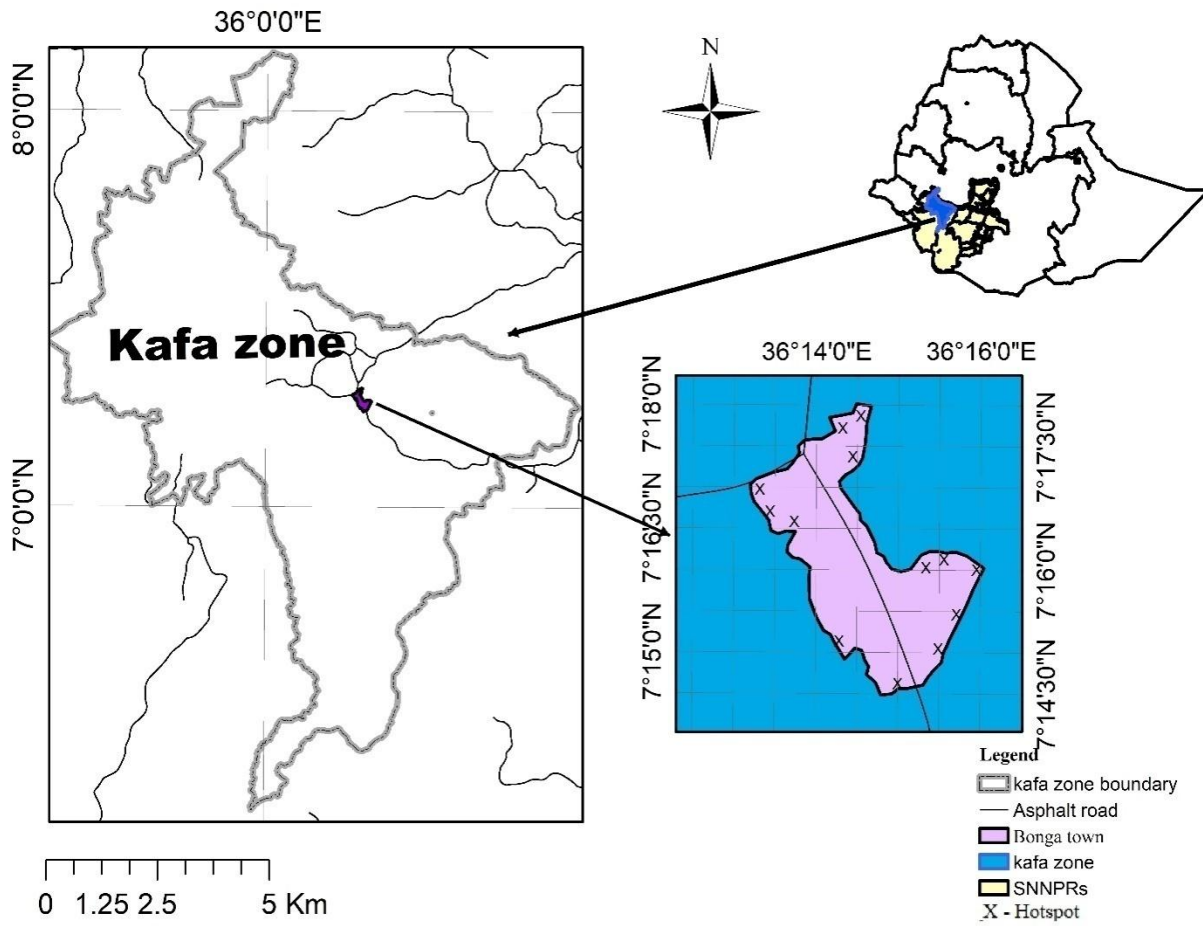 36°0'0"E
8°0'0"N
7°0'0"N
Kafa zone
0 1.25 2.5 5 Km
N
36°14'0"E 36°16'0"E
7°18'0"N
7°16'30"N
7°15'0"N
7°17'30"N
7°16'0"N
7°14'30"N
X
X
X
X
X
X
X
X
X
X
X
X
X
Legend
kafa zone boundary
Asphalt road
Bonga town
kafa zone
SNNPRs
X - Hotspot